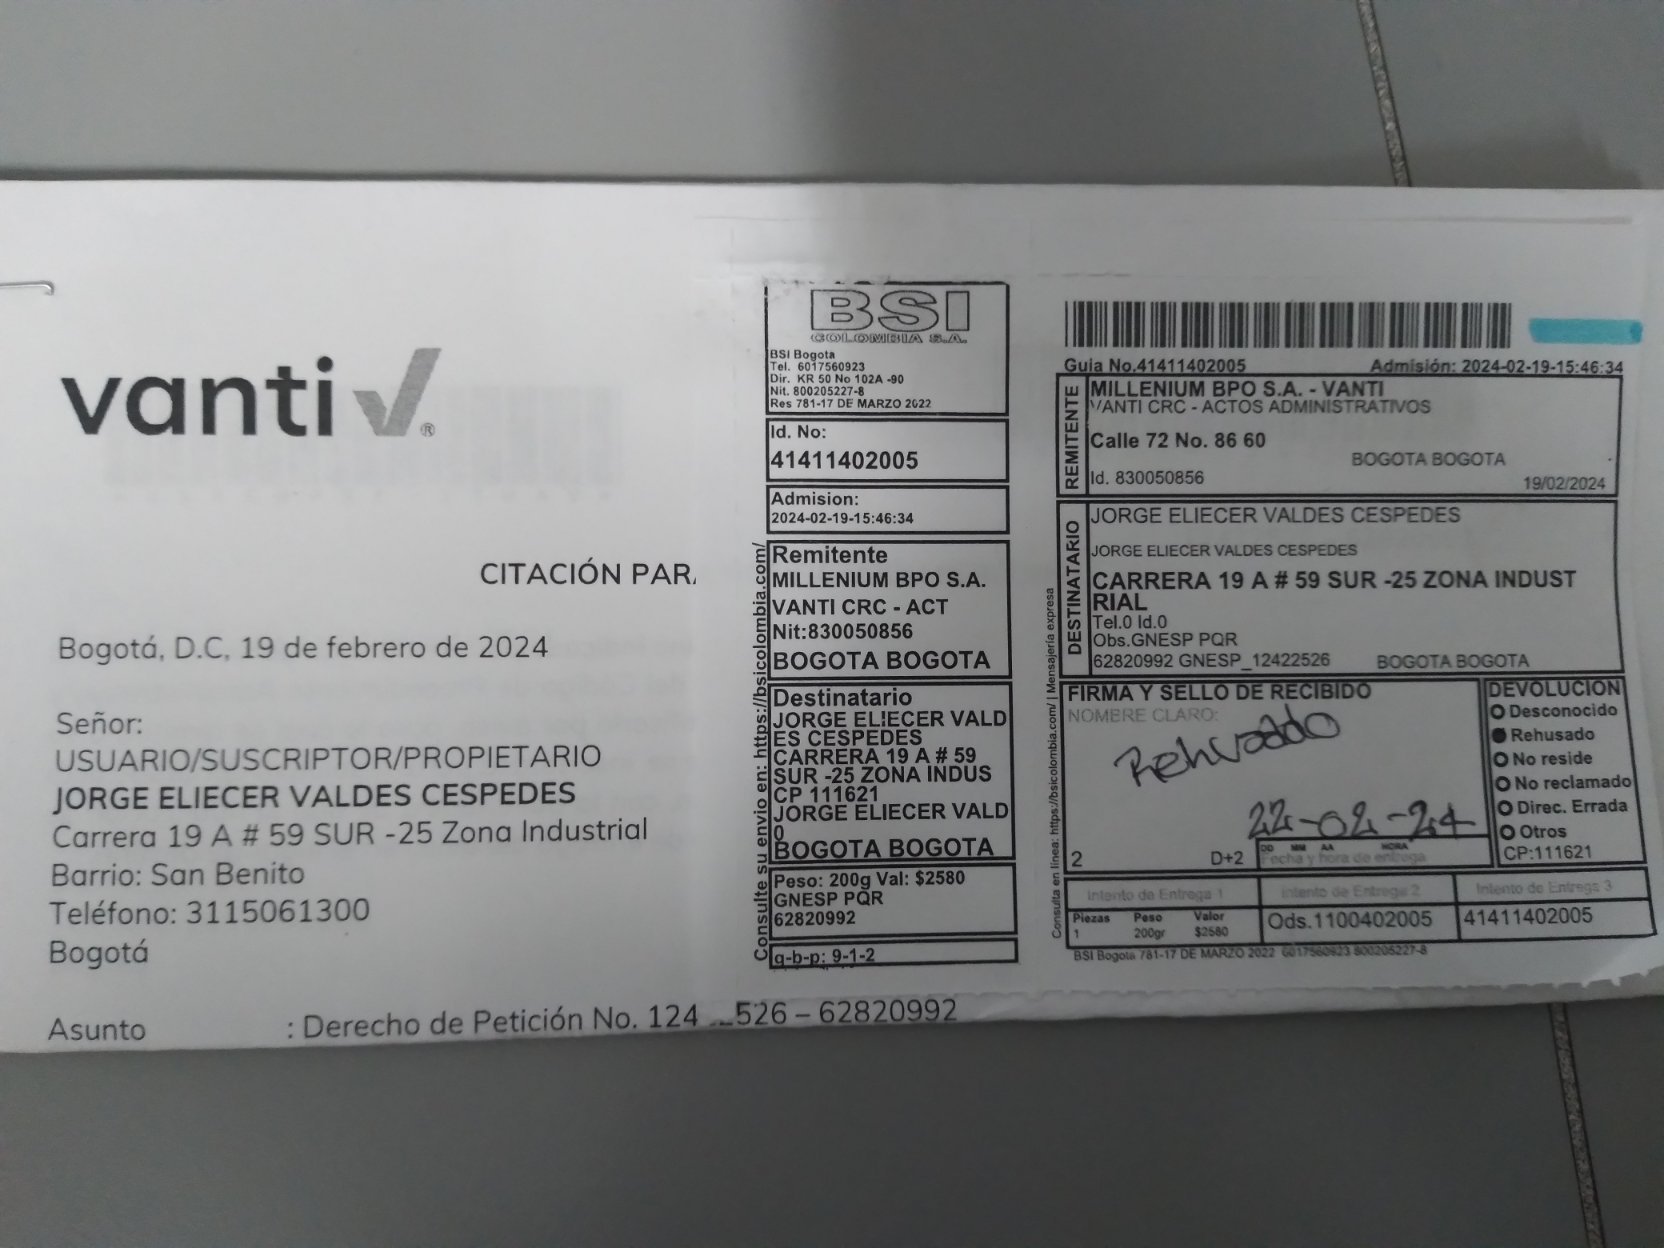 vanti
®
CITACIÓN PARA
Bogotá, D.C, 19 de febrero de 2024
Señor:
USUARIO/SUSCRIPTOR/PROPIETARIO
JORGE ELIECER VALDES CESPEDES
Carrera 19 A # 59 SUR -25 Zona Industrial
Barrio: San Benito
Teléfono: 3115061300
Bogotá
Asunto : Derecho de Petición No. 124 526 – 62820992
BSI
COLOMBIA S.A.
BSI Bogota
Tel. 6017560923
Dir. KR 50 No 102A -90
Nit. 800205227-8
Res 781-17 DE MARZO 2022
Id. No:
41411402005
Admision:
2024-02-19-15:46:34
Consulte su envio en: https://bsicolombia.com/
Remitente
MILLENIUM BPO S.A.
VANTI CRC - ACT
Nit:830050856
BOGOTA BOGOTA
Destinatario
JORGE ELIECER VALD
ES CESPEDES
CARRERA 19 A # 59
SUR -25 ZONA INDUS
CP 111621
JORGE ELIECER VALD
0
BOGOTA BOGOTA
Peso: 200g Val: $2580
GNESP PQR
62820992
q-b-p: 9-1-2
Guia No.41411402005 Admisión: 2024-02-19-15:46:34
REMITENTE
MILLENIUM BPO S.A. - VANTI
VANTI CRC - ACTOS ADMINISTRATIVOS
Calle 72 No. 86 60
BOGOTA BOGOTA
Id. 830050856 19/02/2024
DESTINATARIO
JORGE ELIECER VALDES CESPEDES
JORGE ELIECER VALDES CESPEDES
CARRERA 19 A # 59 SUR -25 ZONA INDUST
RIAL
Tel.0 Id.0
Obs.GNESP PQR
62820992 GNESP_12422526 BOGOTA BOGOTA
Consulta en linea: https://bsicolombia.com/ | Mensajería expresa
FIRMA Y SELLO DE RECIBIDO
NOMBRE CLARO:
Rehusado
22-02-24
2 D+2
DD MM AA HORA
Fecha y hora de entrega
DEVOLUCION
Desconocido
Rehusado
No reside
No reclamado
Direc. Errada
Otros
CP:111621
Intento de Entrega 1 Intento de Entrega 2 Intento de Entrega 3
Piezas Peso Valor
1 200gr $2580
Ods.1100402005 41411402005
BSI Bogota 781-17 DE MARZO 2022 6017560923 800205227-8